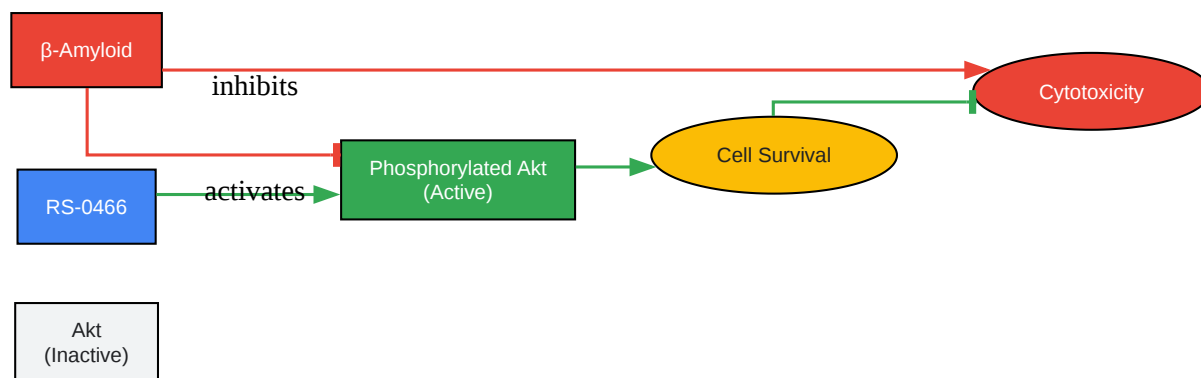 β-Amyloid
inhibits
Cytotoxicity
Phosphorylated Akt
(Active)
Cell Survival
activates
RS-0466
Akt
(Inactive)